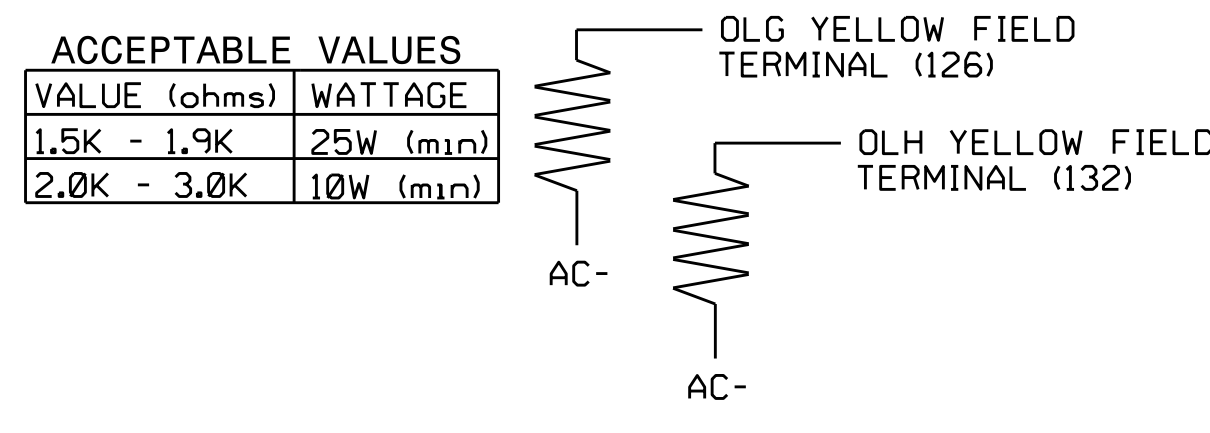 ACCEPTABLE VALUES
VALUE (ohms) WATTAGE
1.5K - 1.9K 25W (min)
2.0K - 3.0K 10W (min)
OLG YELLOW FIELD
TERMINAL (126)
AC-
OLH YELLOW FIELD
TERMINAL (132)
AC-